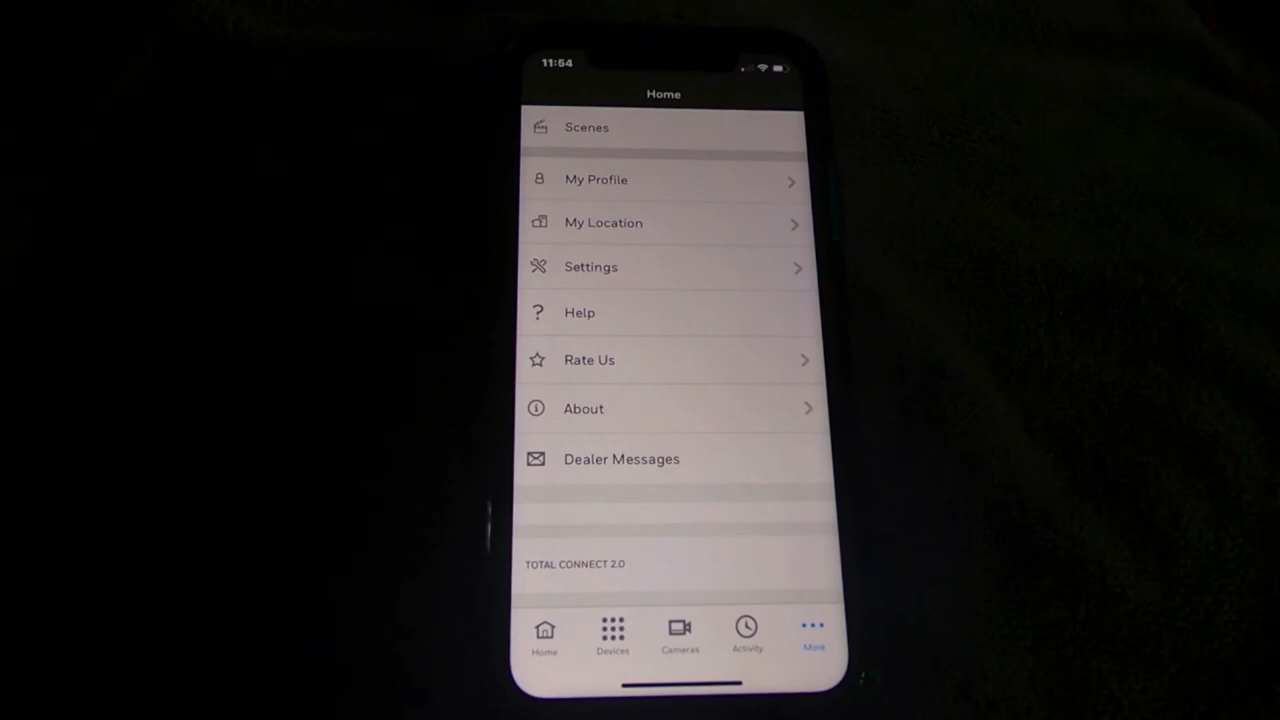 11:54
Home
Scenes
My Profile
My Location
Settings
Help
Rate Us
About
Dealer Messages
TOTAL CONNECT 2.0
Home
Devices
Cameras
Activity
More